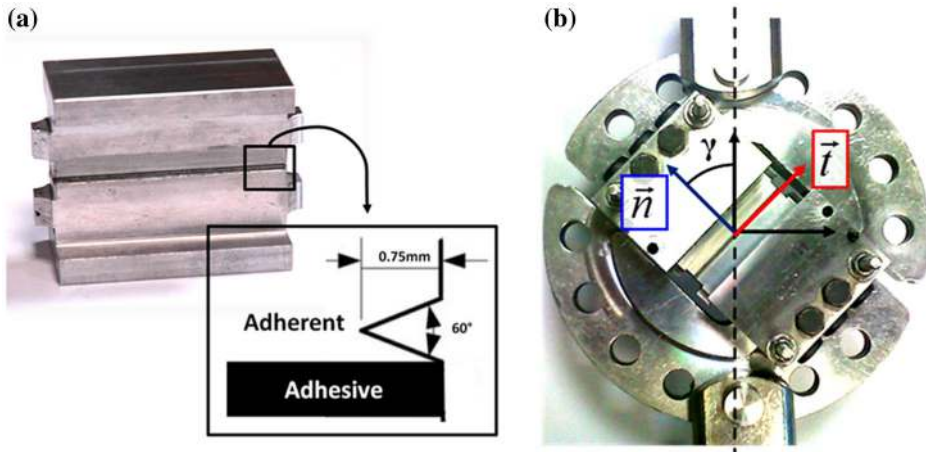 (a)
0.75mm
Adherent
60°
Adhesive
(b)
γ
n⃗
t⃗